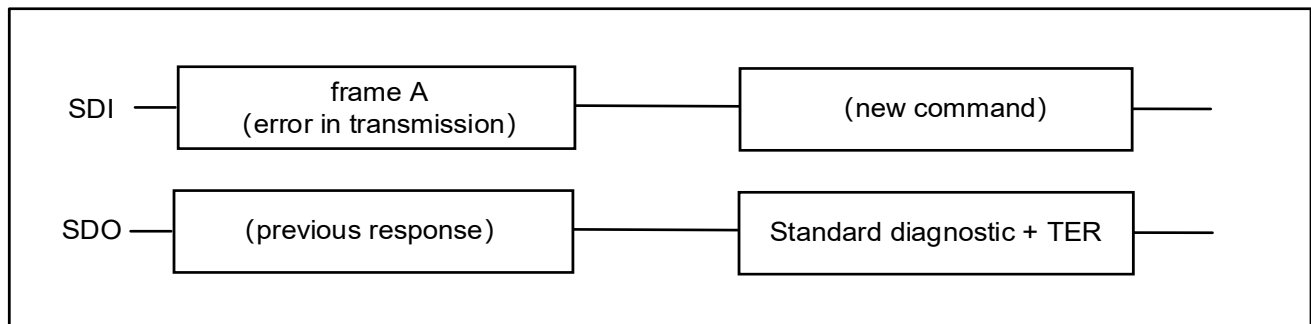 SDI
frame A
(error in transmission)
(new command)
SDO
(previous response)
Standard diagnostic + TER